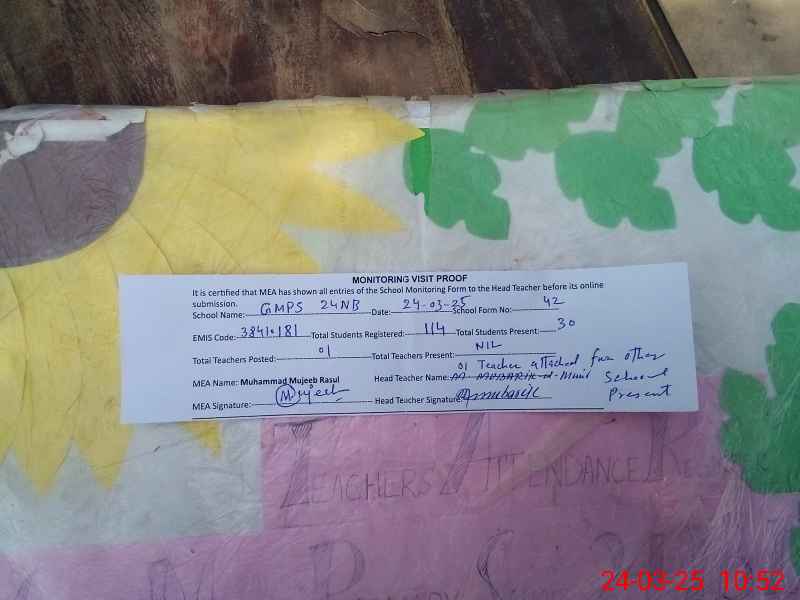 MONITORING VISIT PROOF
It is certified that MEA has shown all entries of the School Monitoring Form to the Head Teacher before its online
submission.
School Name: GMPS 24NB Date: 24-03-25 School Form No: 42
EMIS Code: 38410181 Total Students Registered: 114 Total Students Present: 30
Total Teachers Posted: 01 Total Teachers Present: NIL
01 Teacher attached from other
School
Present
MEA Name: Muhammad Mujeeb Rasul Head Teacher Name:
MEA Signature: Mujeeb Head Teacher Signature: Mubarik
TEACHERS ATTENDANCE
24-03-25 10:52